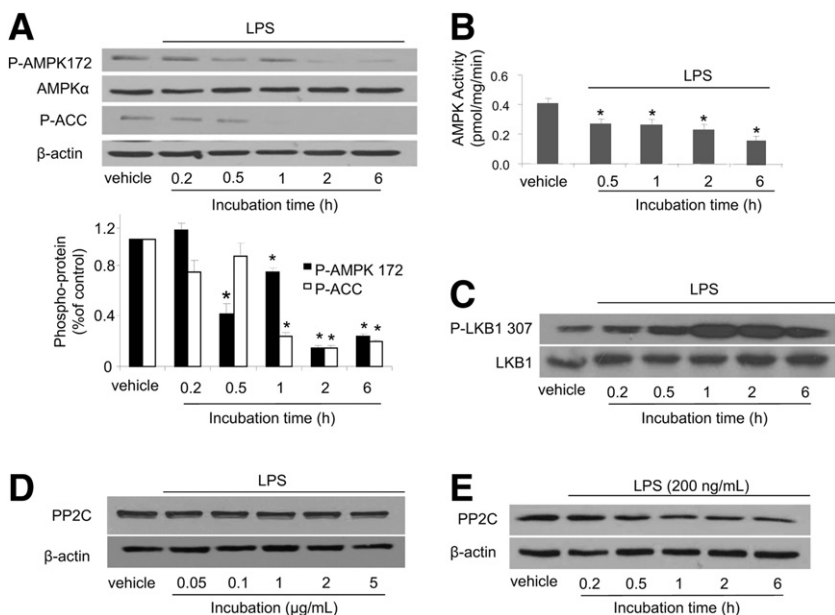 A
LPS
P-AMPK172
AMPKα
P-ACC
β-actin
vehicle 0.2 0.5 1 2 6
Incubation time (h)
Phospho-protein
(%of control)
1.2
0.8
0.4
0
* * * * * * *
P-AMPK 172
P-ACC
vehicle 0.2 0.5 1 2 6
Incubation time (h)
B
LPS
AMPK Activity
(pmol/mg/min)
0.6
0.4
0.2
0.0
* * * *
vehicle 0.5 1 2 6
Incubation time (h)
C
LPS
P-LKB1 307
LKB1
vehicle 0.2 0.5 1 2 6
Incubation time (h)
D
LPS
PP2C
β-actin
vehicle 0.05 0.1 1 2 5
Incubation (µg/mL)
E
LPS (200 ng/mL)
PP2C
β-actin
vehicle 0.2 0.5 1 2 6
Incubation time (h)